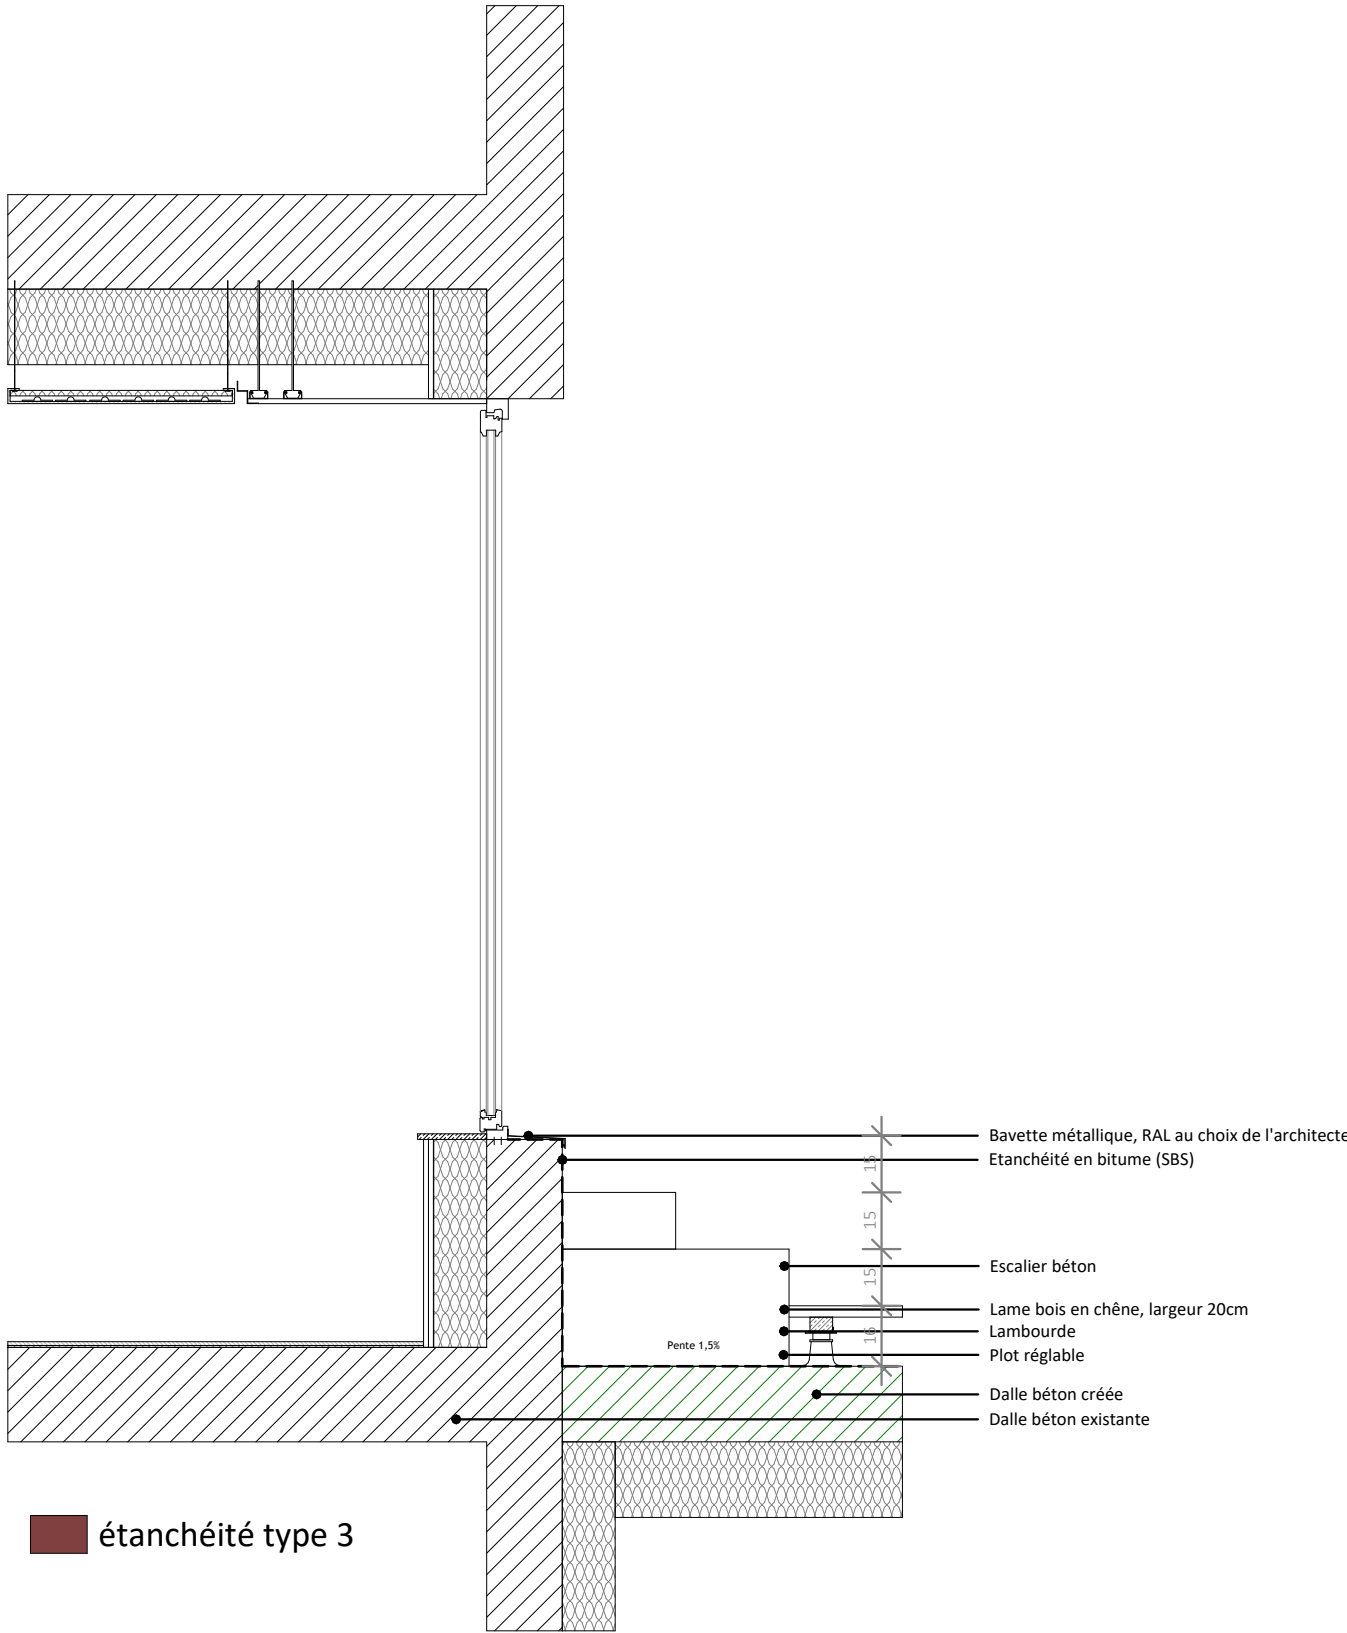 Bavette métallique, RAL au choix de l'architecte
Etanchéité en bitume (SBS)
15
15
Escalier béton
15
Lame bois en chêne, largeur 20cm
Lambourde
16
Pente 1,5%
Plot réglable
Dalle béton créée
Dalle béton existante
étanchéité type 3